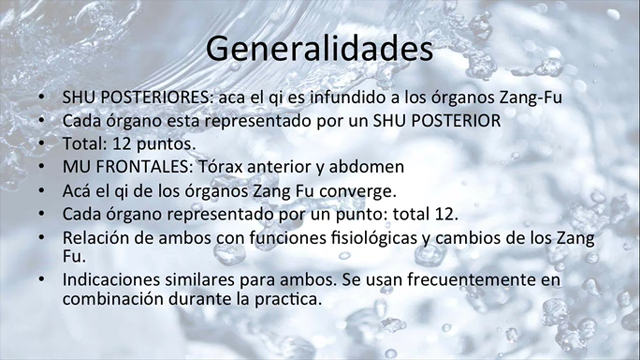 Generalidades
• SHU POSTERIORES: aca el qi es infundido a los órganos Zang-Fu
• Cada órgano esta representado por un SHU POSTERIOR
• Total: 12 puntos.
• MU FRONTALES: Tórax anterior y abdomen
• Acá el qi de los órganos Zang Fu converge.
• Cada órgano representado por un punto: total 12.
• Relación de ambos con funciones fisiológicas y cambios de los Zang
Fu.
• Indicaciones similares para ambos. Se usan frecuentemente en
combinación durante la practica.